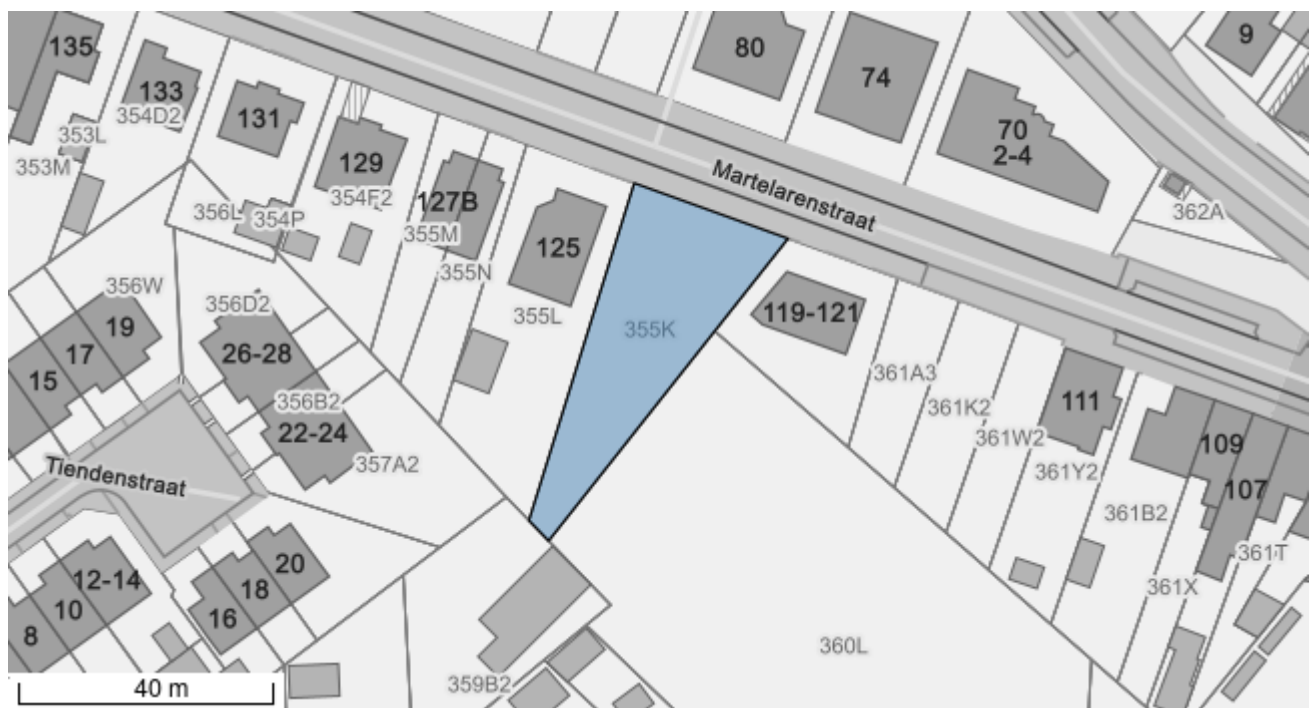 135
133
354D2
131
353L
353M
129
354F2
356L
354P
127B
355M
355N
125
355L
80
74
70
2-4
9
Martelarenstraat
362A
355K
119-121
356W
356D2
19
17
15
26-28
356B2
22-24
357A2
Tiendenstraat
361A3
361K2
361W2
111
361Y2
109
107
361B2
361T
361X
20
18
16
12-14
10
8
360L
359B2
40 m